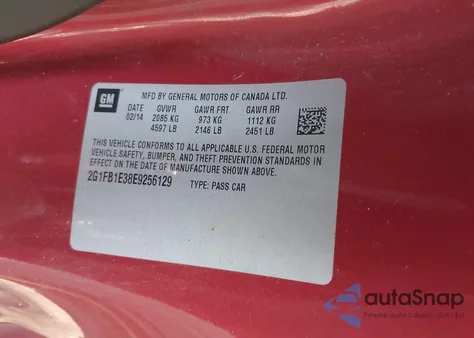 GM
MFD BY GENERAL MOTORS OF CANADA LTD.
DATE GVWR GAWR FRT GAWR RR
02/14 2085 KG 973 KG 1112 KG
4597 LB 2146 LB 2451 LB
THIS VEHICLE CONFORMS TO ALL APPLICABLE U.S. FEDERAL MOTOR
VEHICLE SAFETY, BUMPER, AND THEFT PREVENTION STANDARDS IN
EFFECT ON THE DATE OF MANUFACTURE SHOWN ABOVE.
2G1FB1E38E9256129 TYPE: PASS CAR
autoSnap